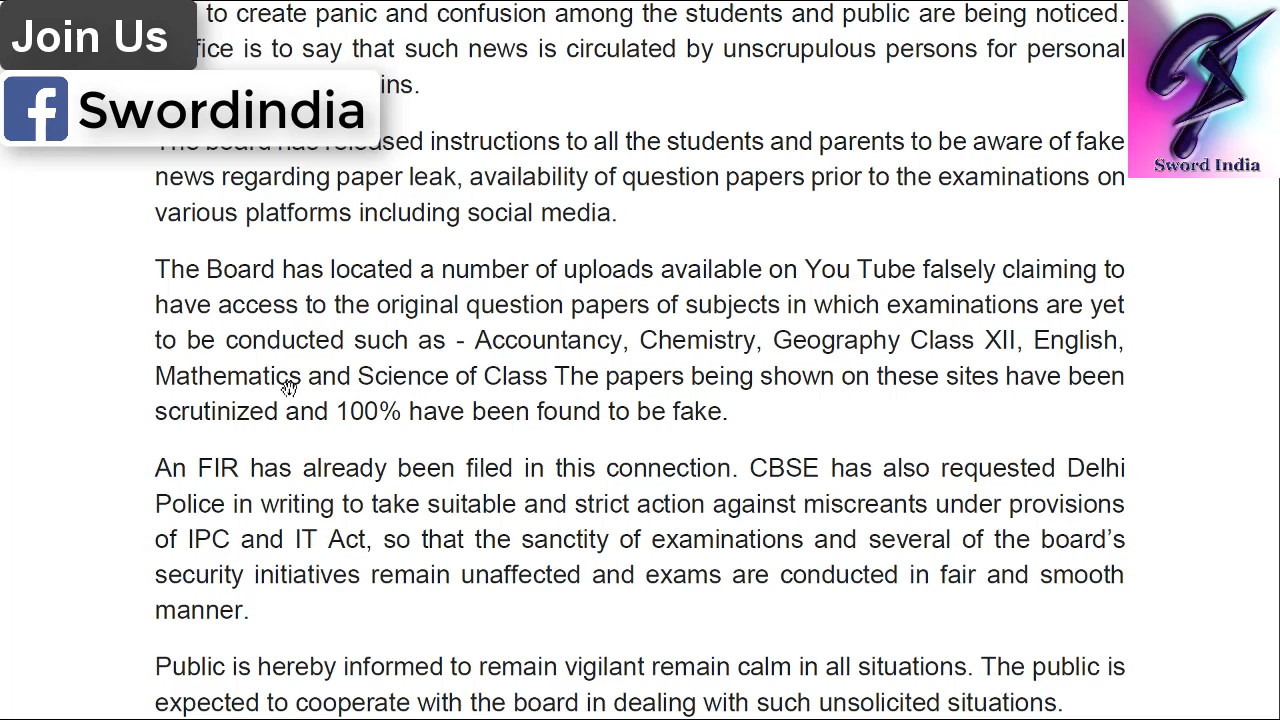 Join Us
Swordindia
to create panic and confusion among the students and public are being noticed.
is to say that such news is circulated by unscrupulous persons for personal
The board has released instructions to all the students and parents to be aware of fake
news regarding paper leak, availability of question papers prior to the examinations on
various platforms including social media.
The Board has located a number of uploads available on You Tube falsely claiming to
have access to the original question papers of subjects in which examinations are yet
to be conducted such as - Accountancy, Chemistry, Geography Class XII, English,
Mathematics and Science of Class The papers being shown on these sites have been
scrutinized and 100% have been found to be fake.
An FIR has already been filed in this connection. CBSE has also requested Delhi
Police in writing to take suitable and strict action against miscreants under provisions
of IPC and IT Act, so that the sanctity of examinations and several of the board’s
security initiatives remain unaffected and exams are conducted in fair and smooth
manner.
Public is hereby informed to remain vigilant remain calm in all situations. The public is
expected to cooperate with the board in dealing with such unsolicited situations.
Sword India